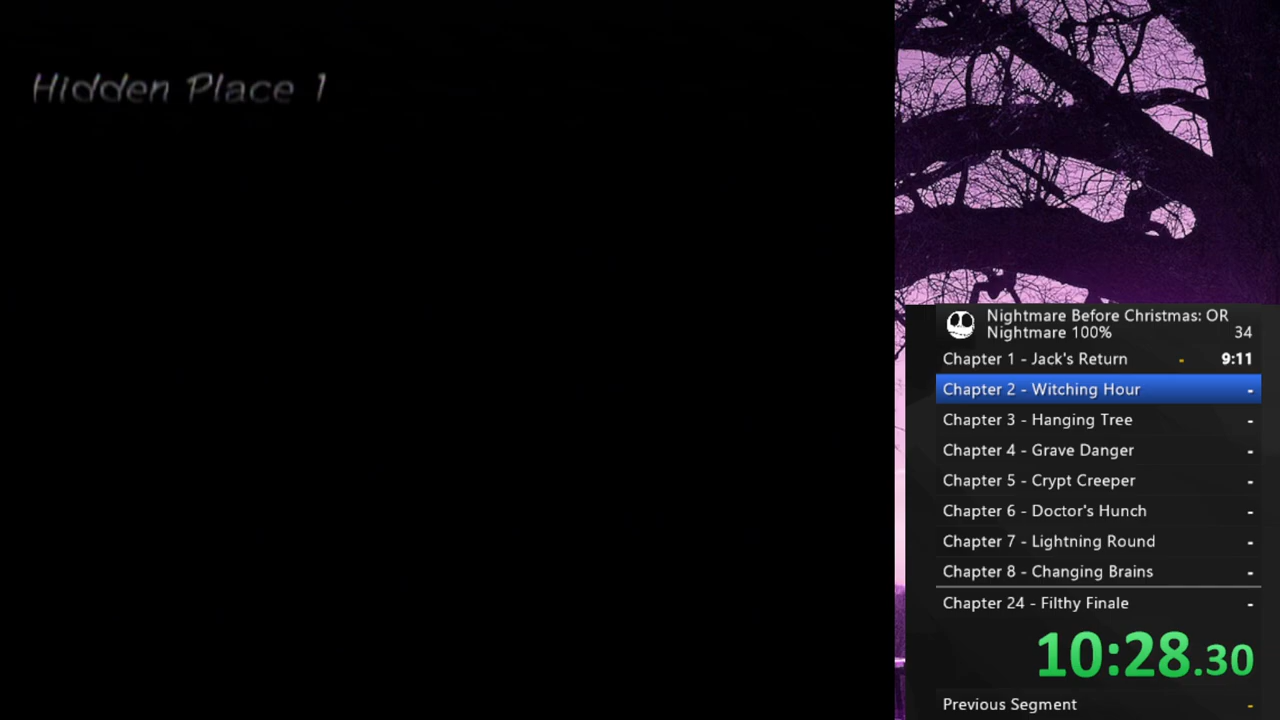 Hidden Place 1
Nightmare Before Christmas: OR
Nightmare 100% 34
Chapter 1 - Jack's Return - 9:11
Chapter 2 - Witching Hour -
Chapter 3 - Hanging Tree -
Chapter 4 - Grave Danger -
Chapter 5 - Crypt Creeper -
Chapter 6 - Doctor's Hunch -
Chapter 7 - Lightning Round -
Chapter 8 - Changing Brains -
Chapter 24 - Filthy Finale -
10:28.30
Previous Segment -